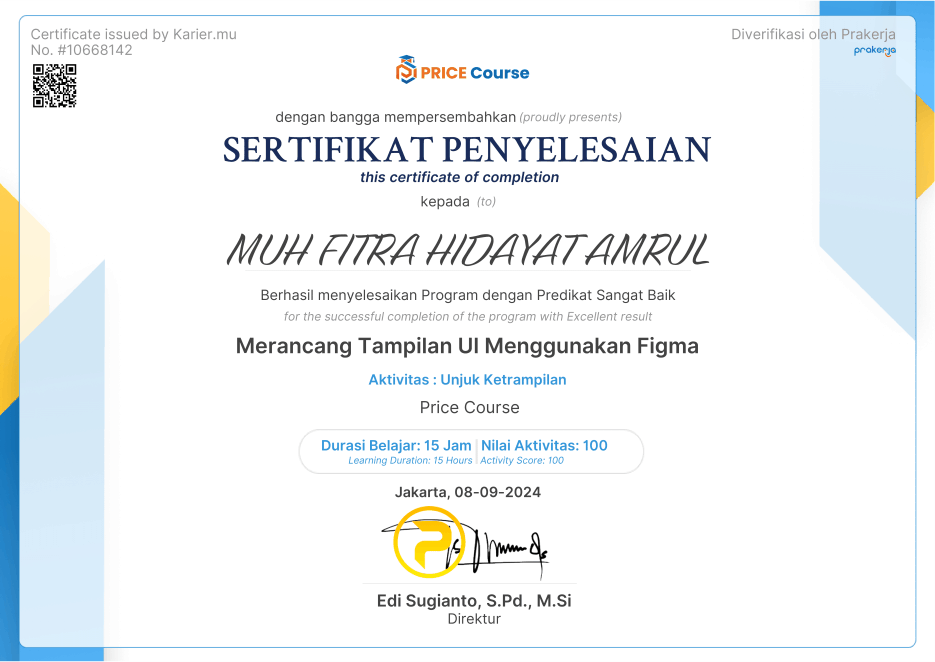 Certificate issued by Karier.mu
No. #10668142
Diverifikasi oleh Prakerja
prakerja
PRICE Course
dengan bangga mempersembahkan (proudly presents)
SERTIFIKAT PENYELESAIAN
this certificate of completion
kepada (to)
MUH FITRA HIDAYAT AMRUL
Berhasil menyelesaikan Program dengan Predikat Sangat Baik
for the successful completion of the program with Excellent result
Merancang Tampilan UI Menggunakan Figma
Aktivitas : Unjuk Ketrampilan
Price Course
Durasi Belajar: 15 Jam | Nilai Aktivitas: 100
Learning Duration: 15 Hours | Activity Score: 100
Jakarta, 08-09-2024
Edi Sugianto, S.Pd., M.Si
Direktur